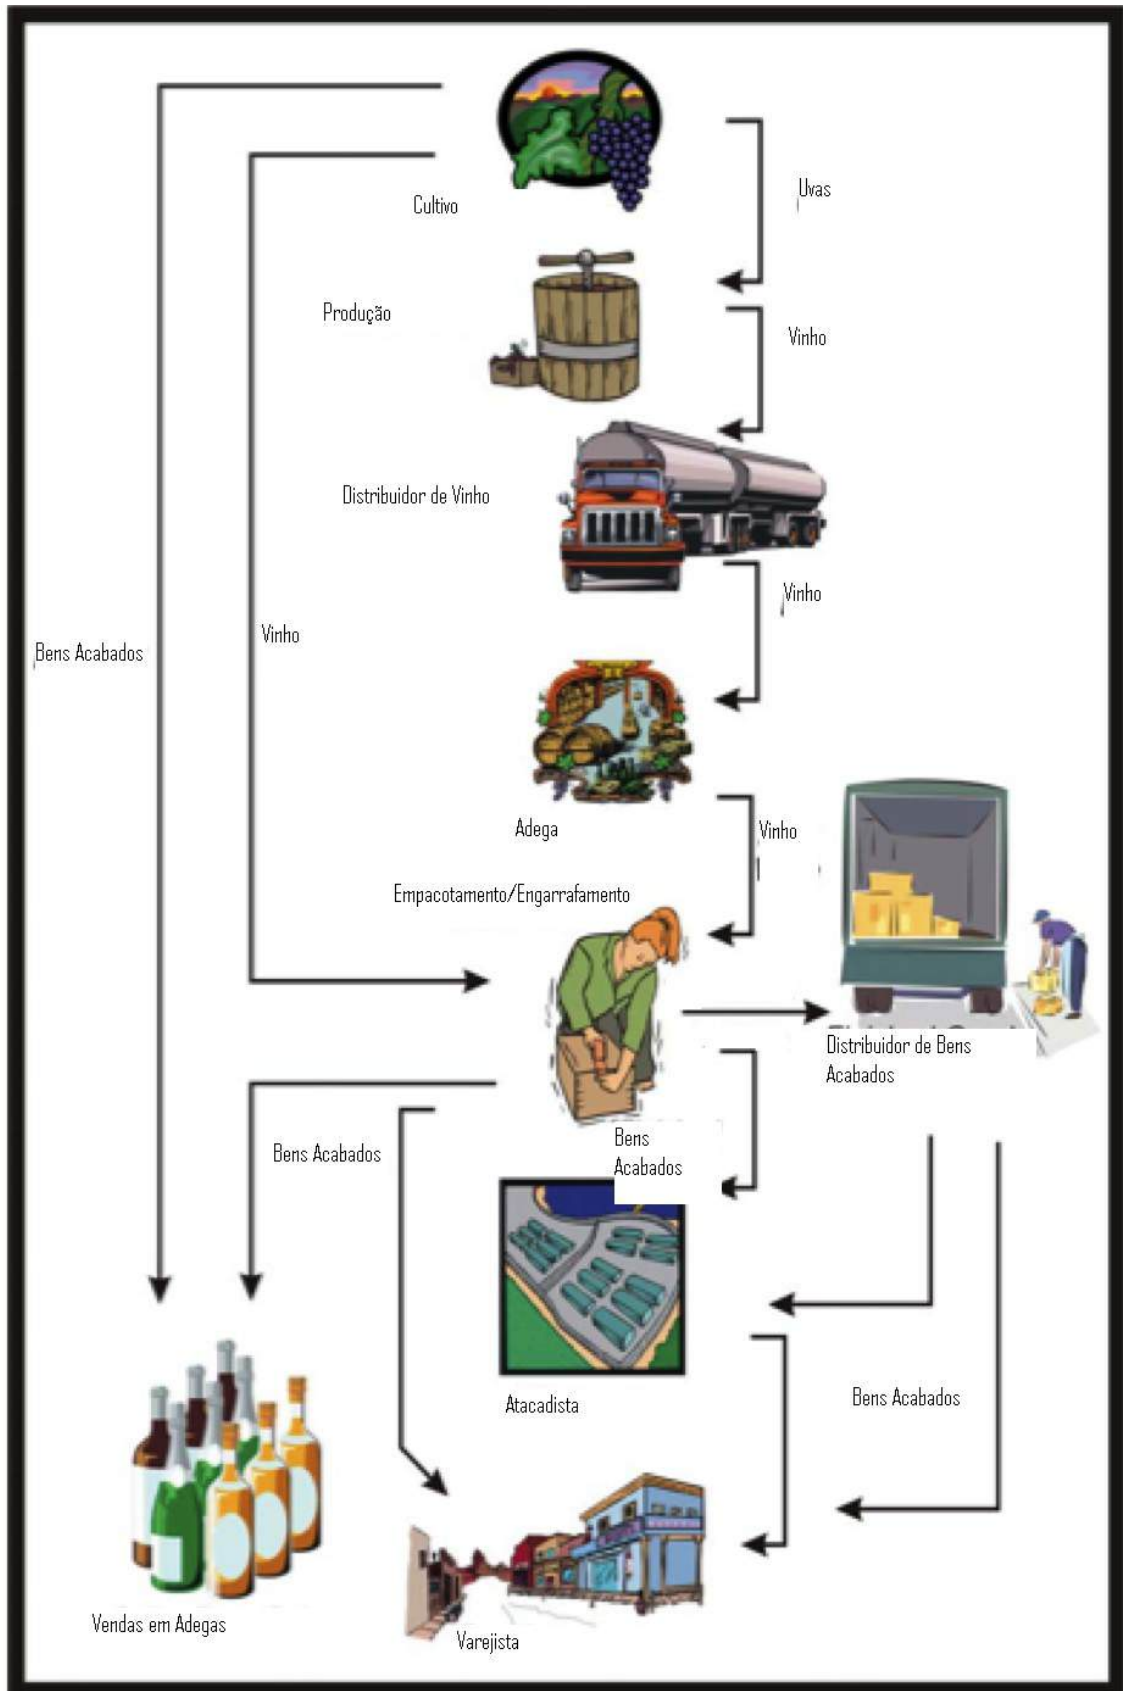 Uvas
Cultivo
Produção
Vinho
Distribuidor de Vinho
Vinho
Vinho
Bens Acabados
Adega
Vinho
Empacotamento/Engarrafamento
Distribuidor de Bens
Acabados
Bens
Acabados
Bens Acabados
Bens Acabados
Atacadista
Vendas em Adegas
Varejista